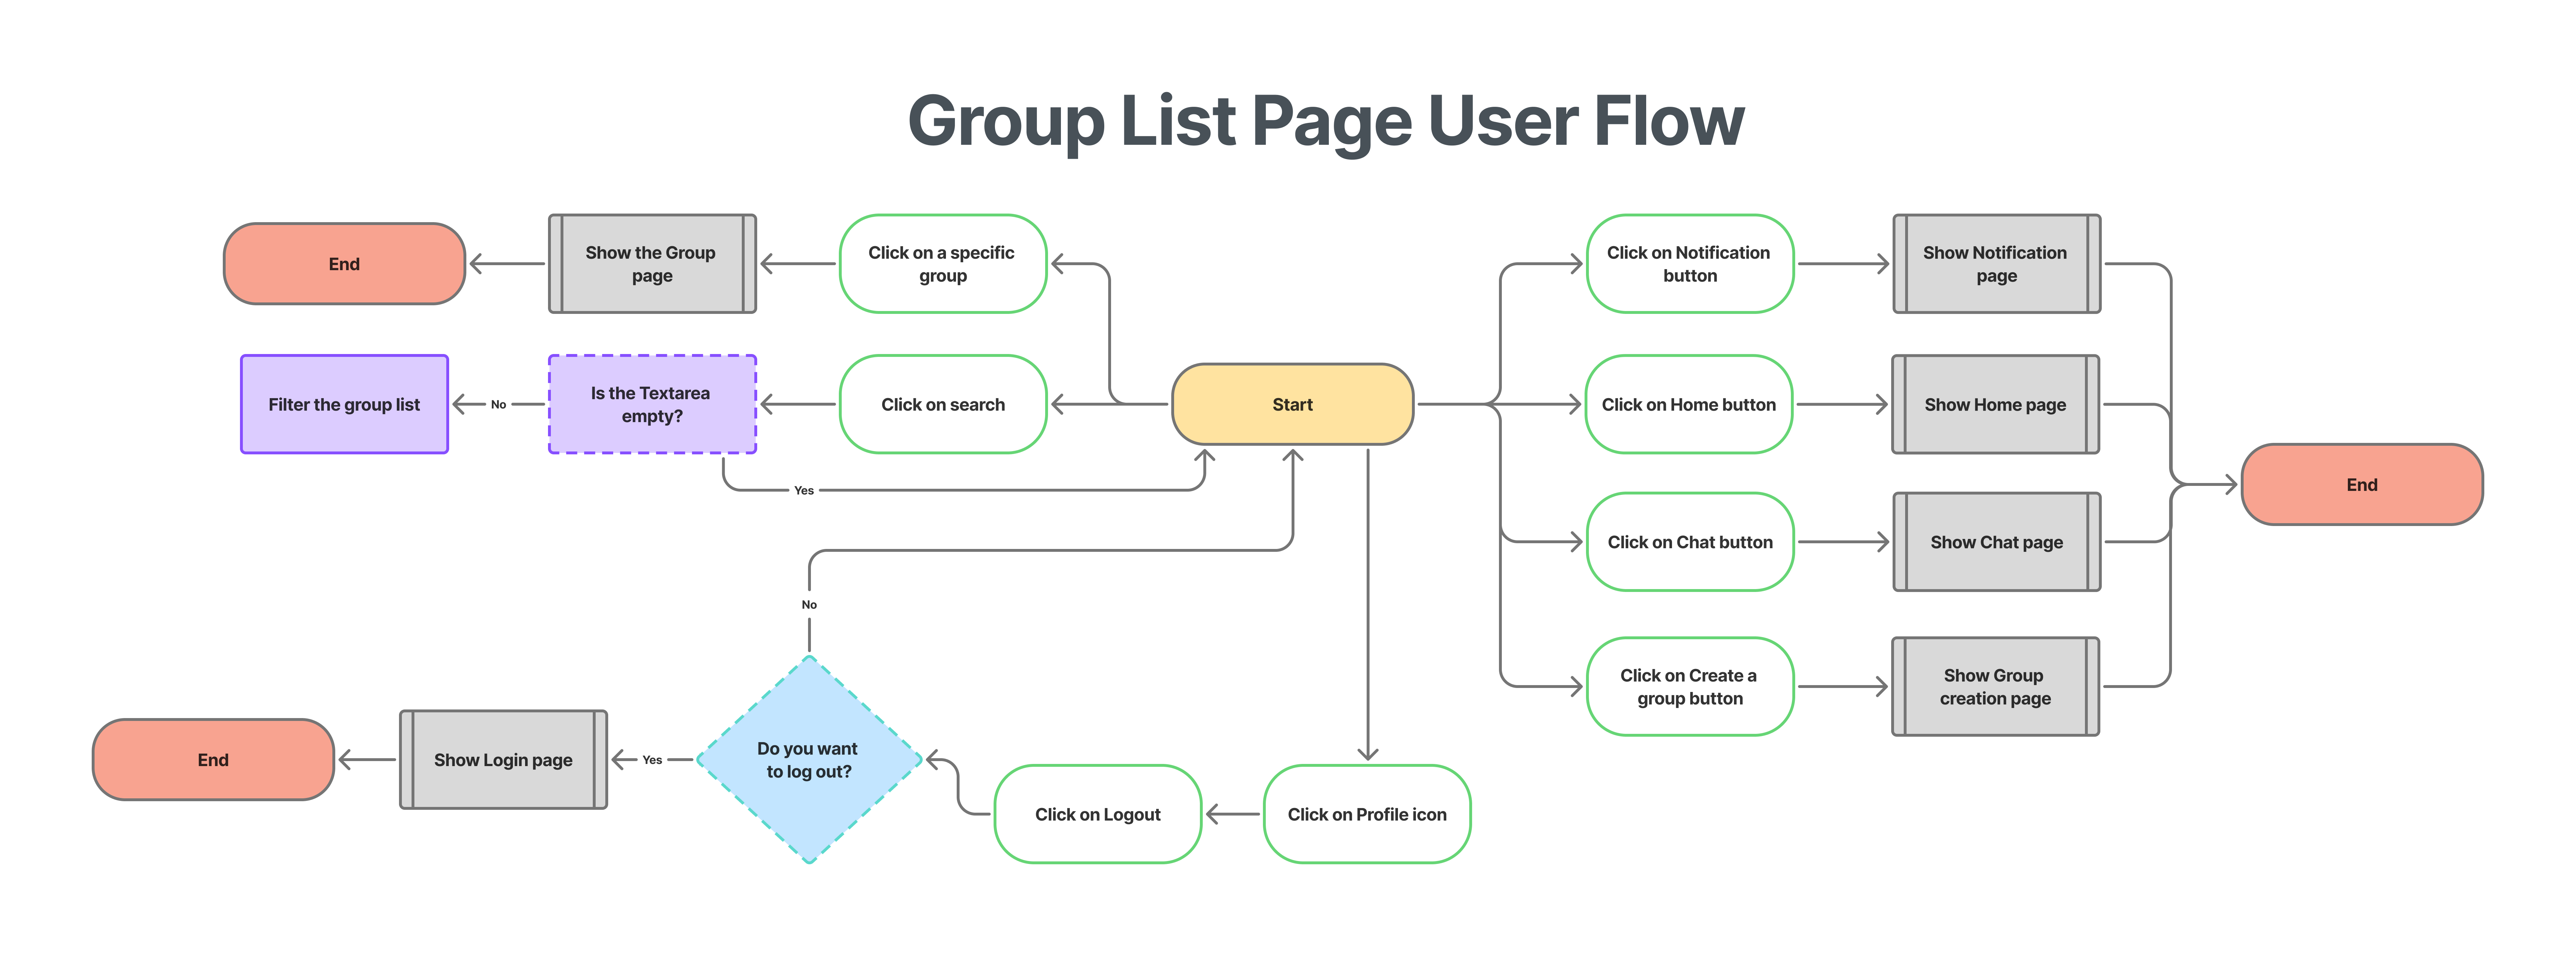 Group List Page User Flow
End
Show the Group
page
Click on a specific
group
Click on Notification
button
Show Notification
page
Filter the group list
No
Is the Textarea
empty?
Click on search
Start
Click on Home button
Show Home page
Yes
End
Click on Chat button
Show Chat page
No
Click on Create a
group button
Show Group
creation page
End
Show Login page
Yes
Do you want
to log out?
Click on Logout
Click on Profile icon